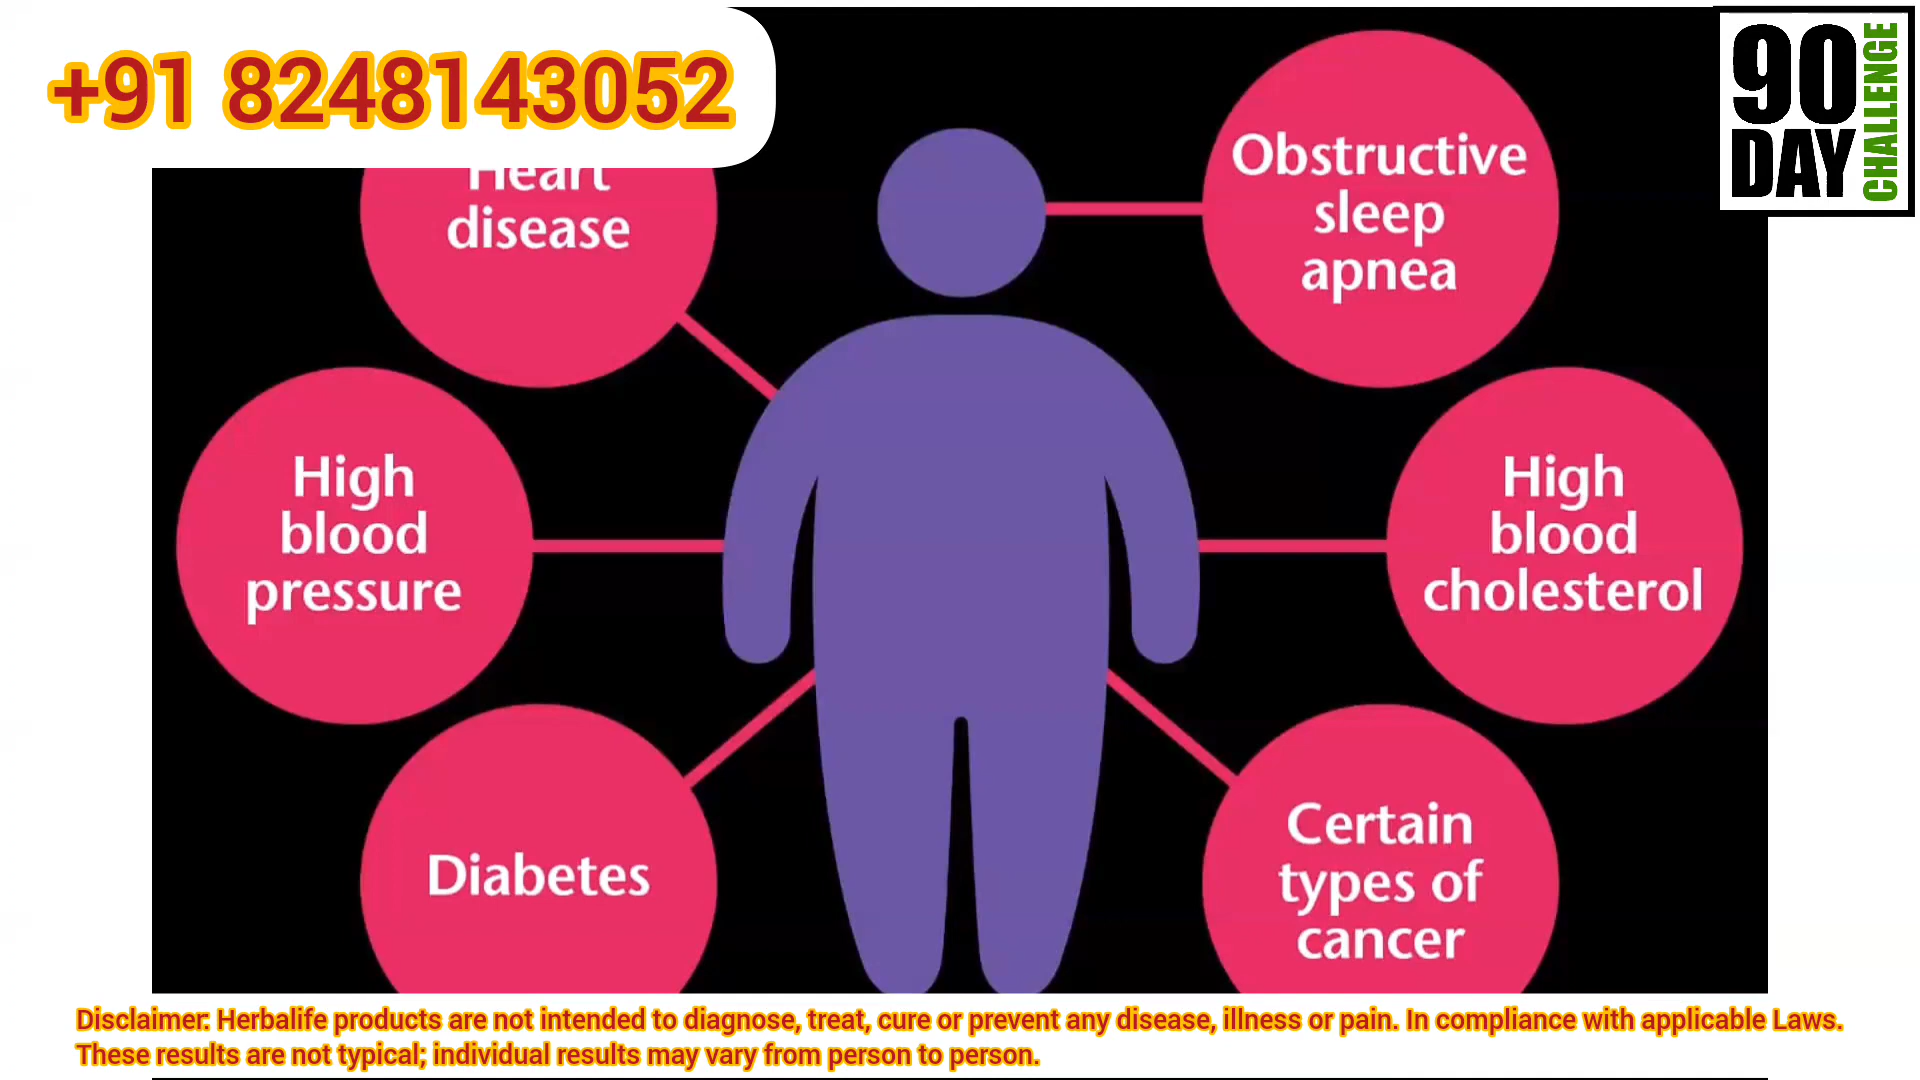 +91 8248143052
90
DAY
CHALLENGE
Heart
disease
Obstructive
sleep
apnea
High
blood
pressure
High
blood
cholesterol
Diabetes
Certain
types of
cancer
Disclaimer: Herbalife products are not intended to diagnose, treat, cure or prevent any disease, illness or pain. In compliance with applicable Laws.
These results are not typical; individual results may vary from person to person.